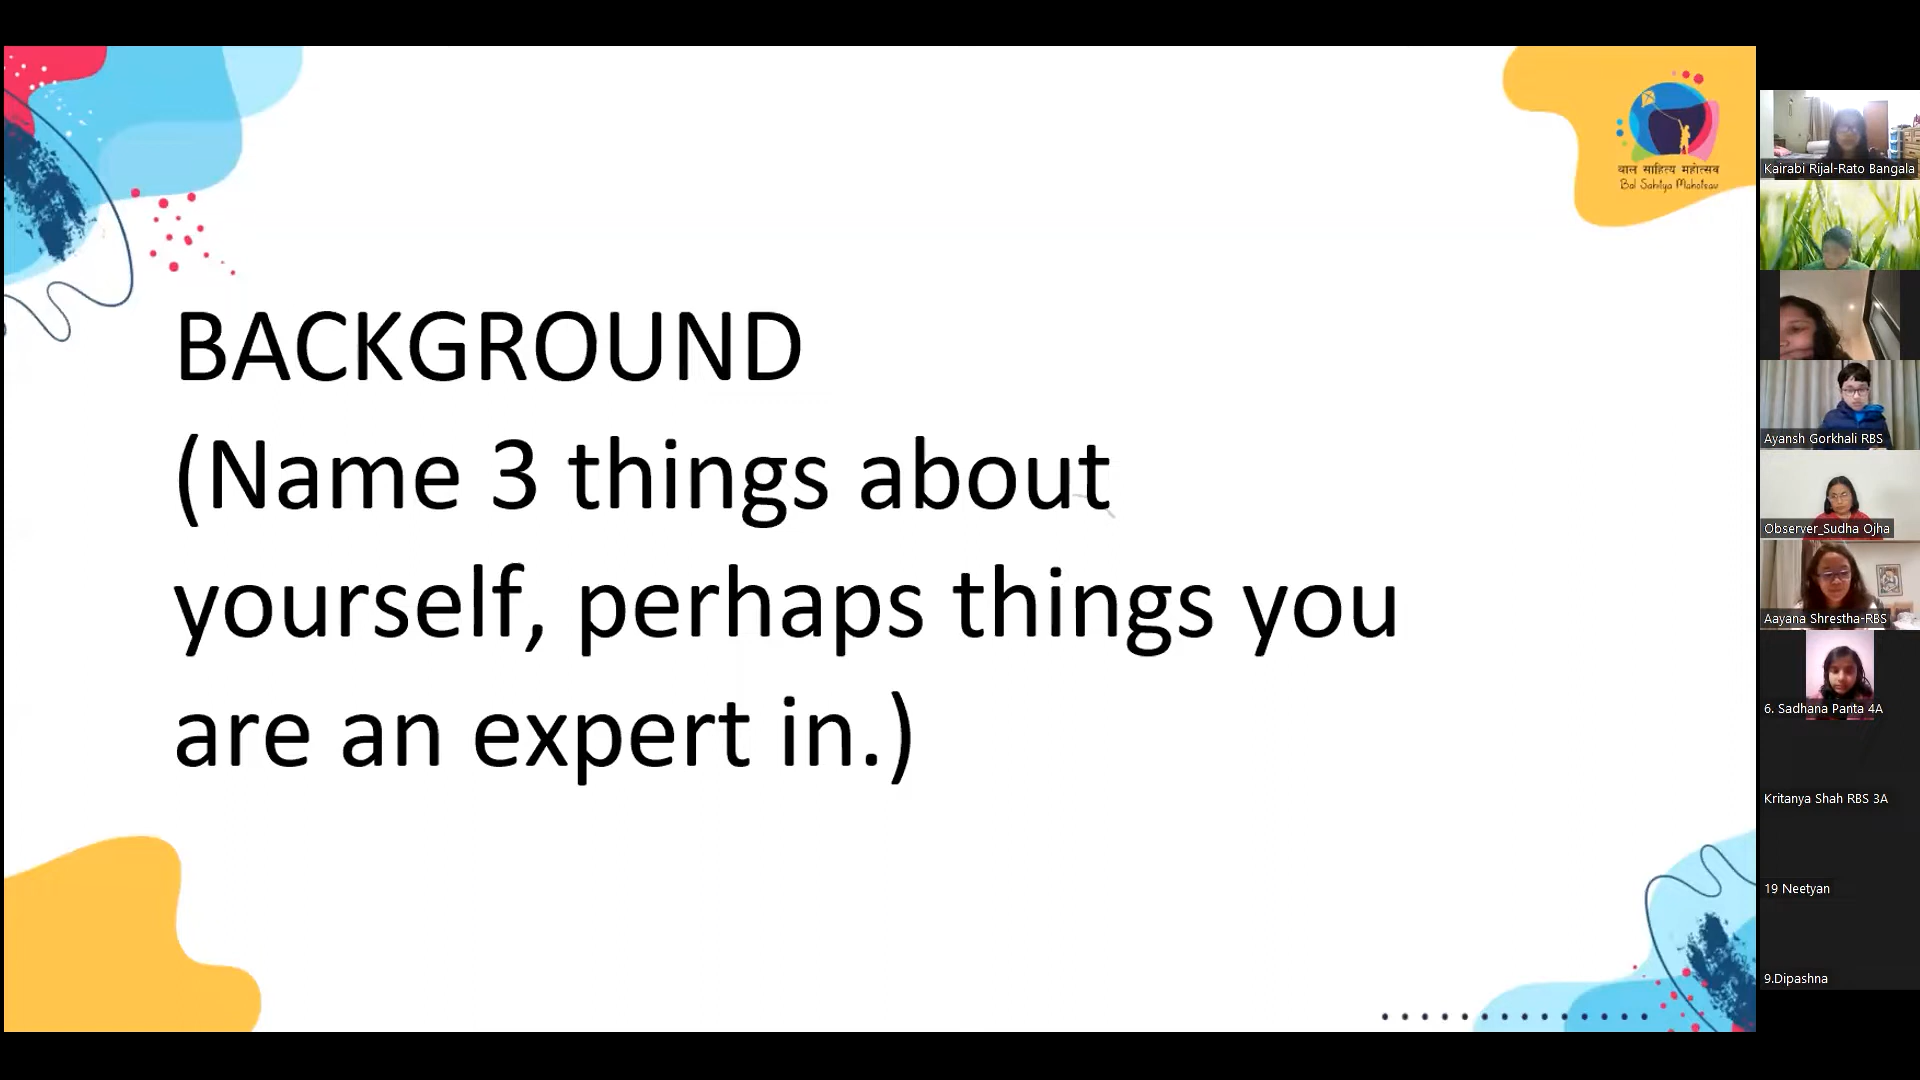 बाल साहित्य महोत्सव
Bal Sahitya Mahotsav
BACKGROUND
(Name 3 things about
yourself, perhaps things you
are an expert in.)
Kairabi Rijal-Rato Bangala
Ayansh Gorkhali RBS
Observer_Sudha Ojha
Aayana Shrestha-RBS
6. Sadhana Panta 4A
Kritanya Shah RBS 3A
19 Neetyan
9.Dipashna